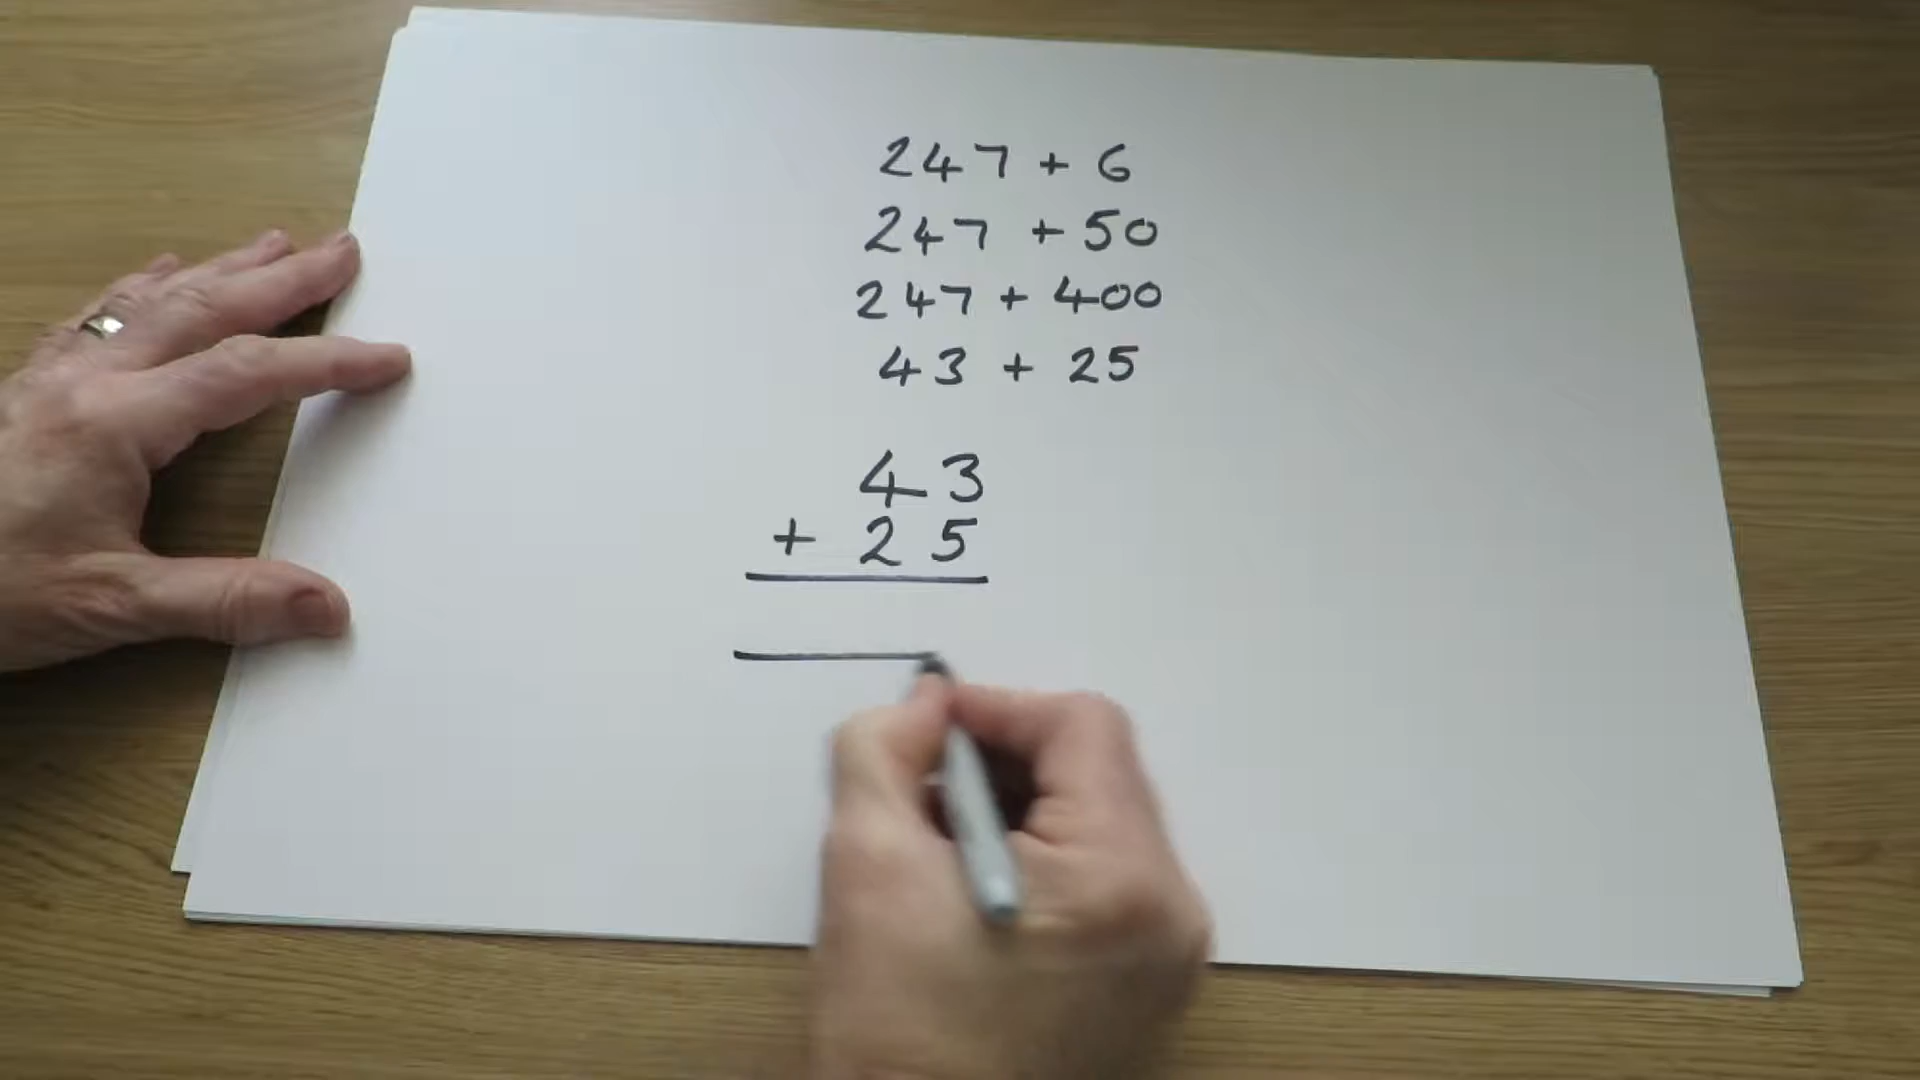 247 + 6
247 + 50
247 + 400
43 + 25
43
+ 25